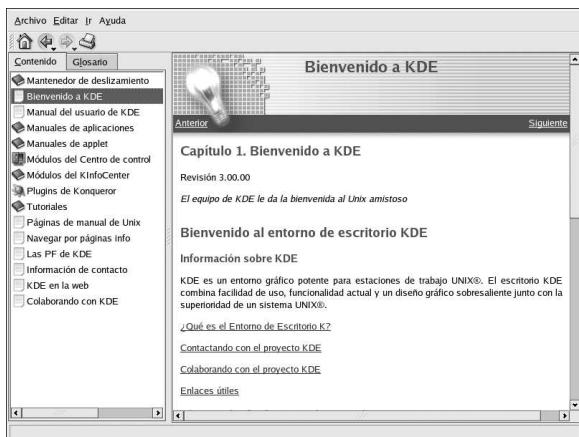 Archivo Editar Ir Ayuda
Contenido Glosario
Mantenedor de deslizamiento
Bienvenido a KDE
Manual del usuario de KDE
Manuales de aplicaciones
Manuales de applet
Módulos del Centro de control
Módulos del KInfoCenter
Plugins de Konqueror
Tutoriales
Páginas de manual de Unix
Navegar por páginas info
Las PF de KDE
Información de contacto
KDE en la web
Colaborando con KDE
Bienvenido a KDE
Anterior Siguiente
Capítulo 1. Bienvenido a KDE
Revisión 3.00.00
El equipo de KDE le da la bienvenida al Unix amistoso
Bienvenido al entorno de escritorio KDE
Información sobre KDE
KDE es un entorno gráfico potente para estaciones de trabajo UNIX®. El escritorio KDE
combina facilidad de uso, funcionalidad actual y un diseño gráfico sobresaliente junto con la
superioridad de un sistema UNIX®.
¿Qué es el Entorno de Escritorio K?
Contactando con el proyecto KDE
Colaborando con el proyecto KDE
Enlaces útiles